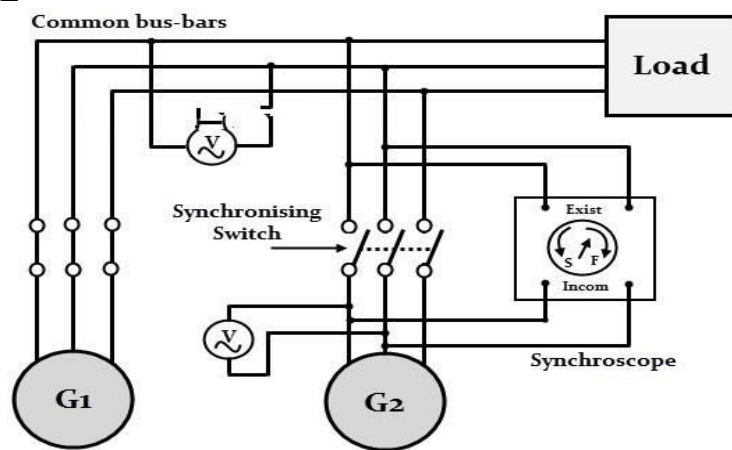 Common bus-bars
Load
V
Synchronising
Switch
Exist
S F
Incom
V
Synchroscope
G1
G2